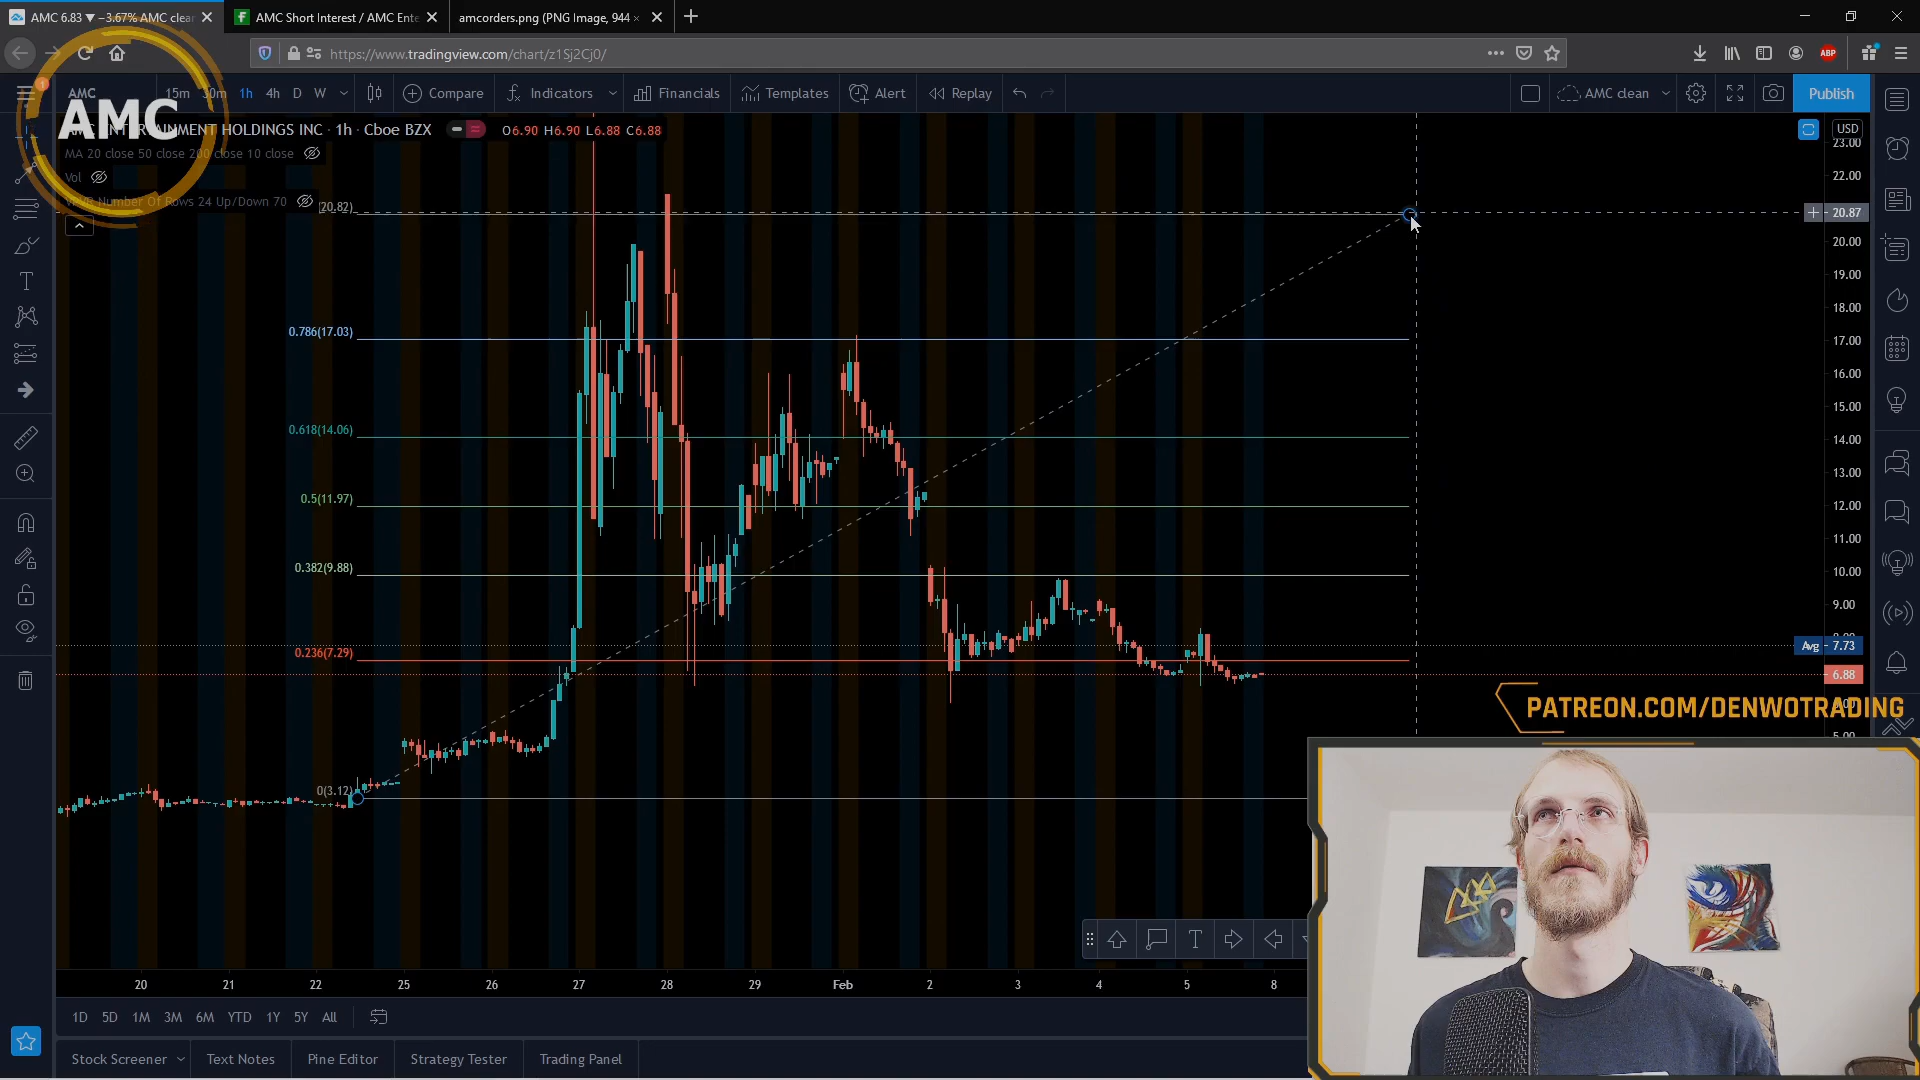 AMC 6.83 ▼ −3.67% AMC clean
AMC Short Interest / AMC Ente
amcorders.png (PNG Image, 944 ×
https://www.tradingview.com/chart/z1Sj2Cj0/
ABP
AMC
15m 30m 1h 4h D W
Compare
Indicators
Financials
Templates
Alert
Replay
AMC clean
Publish
AMC
AMC ENTERTAINMENT HOLDINGS INC · 1h · Cboe BZX
O6.90 H6.90 L6.88 C6.88
MA 20 close 50 close 200 close 10 close
Vol
VPVR Number Of Rows 24 Up/Down 70
(20.82)
0.786(17.03)
0.618(14.06)
0.5(11.97)
0.382(9.88)
0.236(7.29)
0(3.12)
USD
23.00
22.00
20.87
20.00
19.00
18.00
17.00
16.00
15.00
14.00
13.00
12.00
11.00
10.00
9.00
Avg 7.73
6.88
5.00
PATREON.COM/DENWOTRADING
20 21 22 25 26 27 28 29 Feb 2 3 4 5 8
1D 5D 1M 3M 6M YTD 1Y 5Y All
Stock Screener
Text Notes
Pine Editor
Strategy Tester
Trading Panel